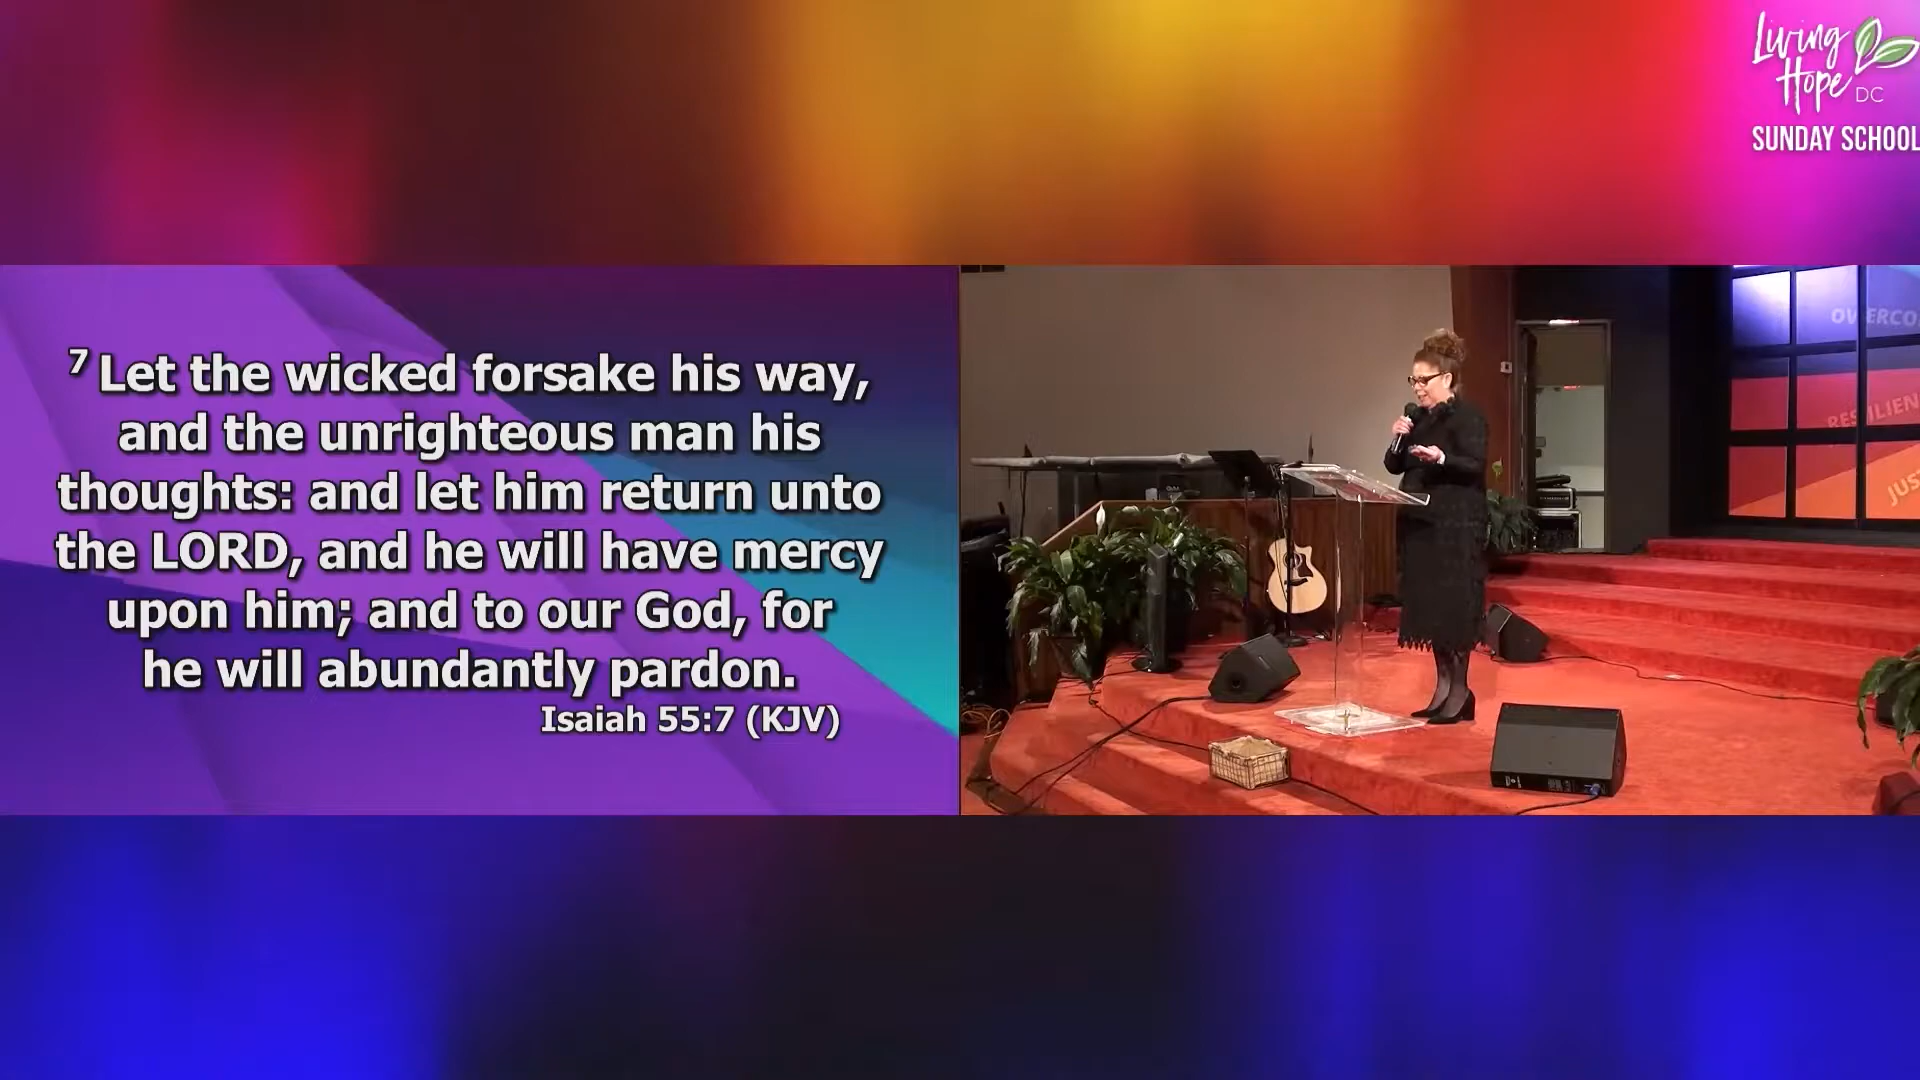 Living
Hope DC
SUNDAY SCHOOL
7 Let the wicked forsake his way,
and the unrighteous man his
thoughts: and let him return unto
the LORD, and he will have mercy
upon him; and to our God, for
he will abundantly pardon.
Isaiah 55:7 (KJV)